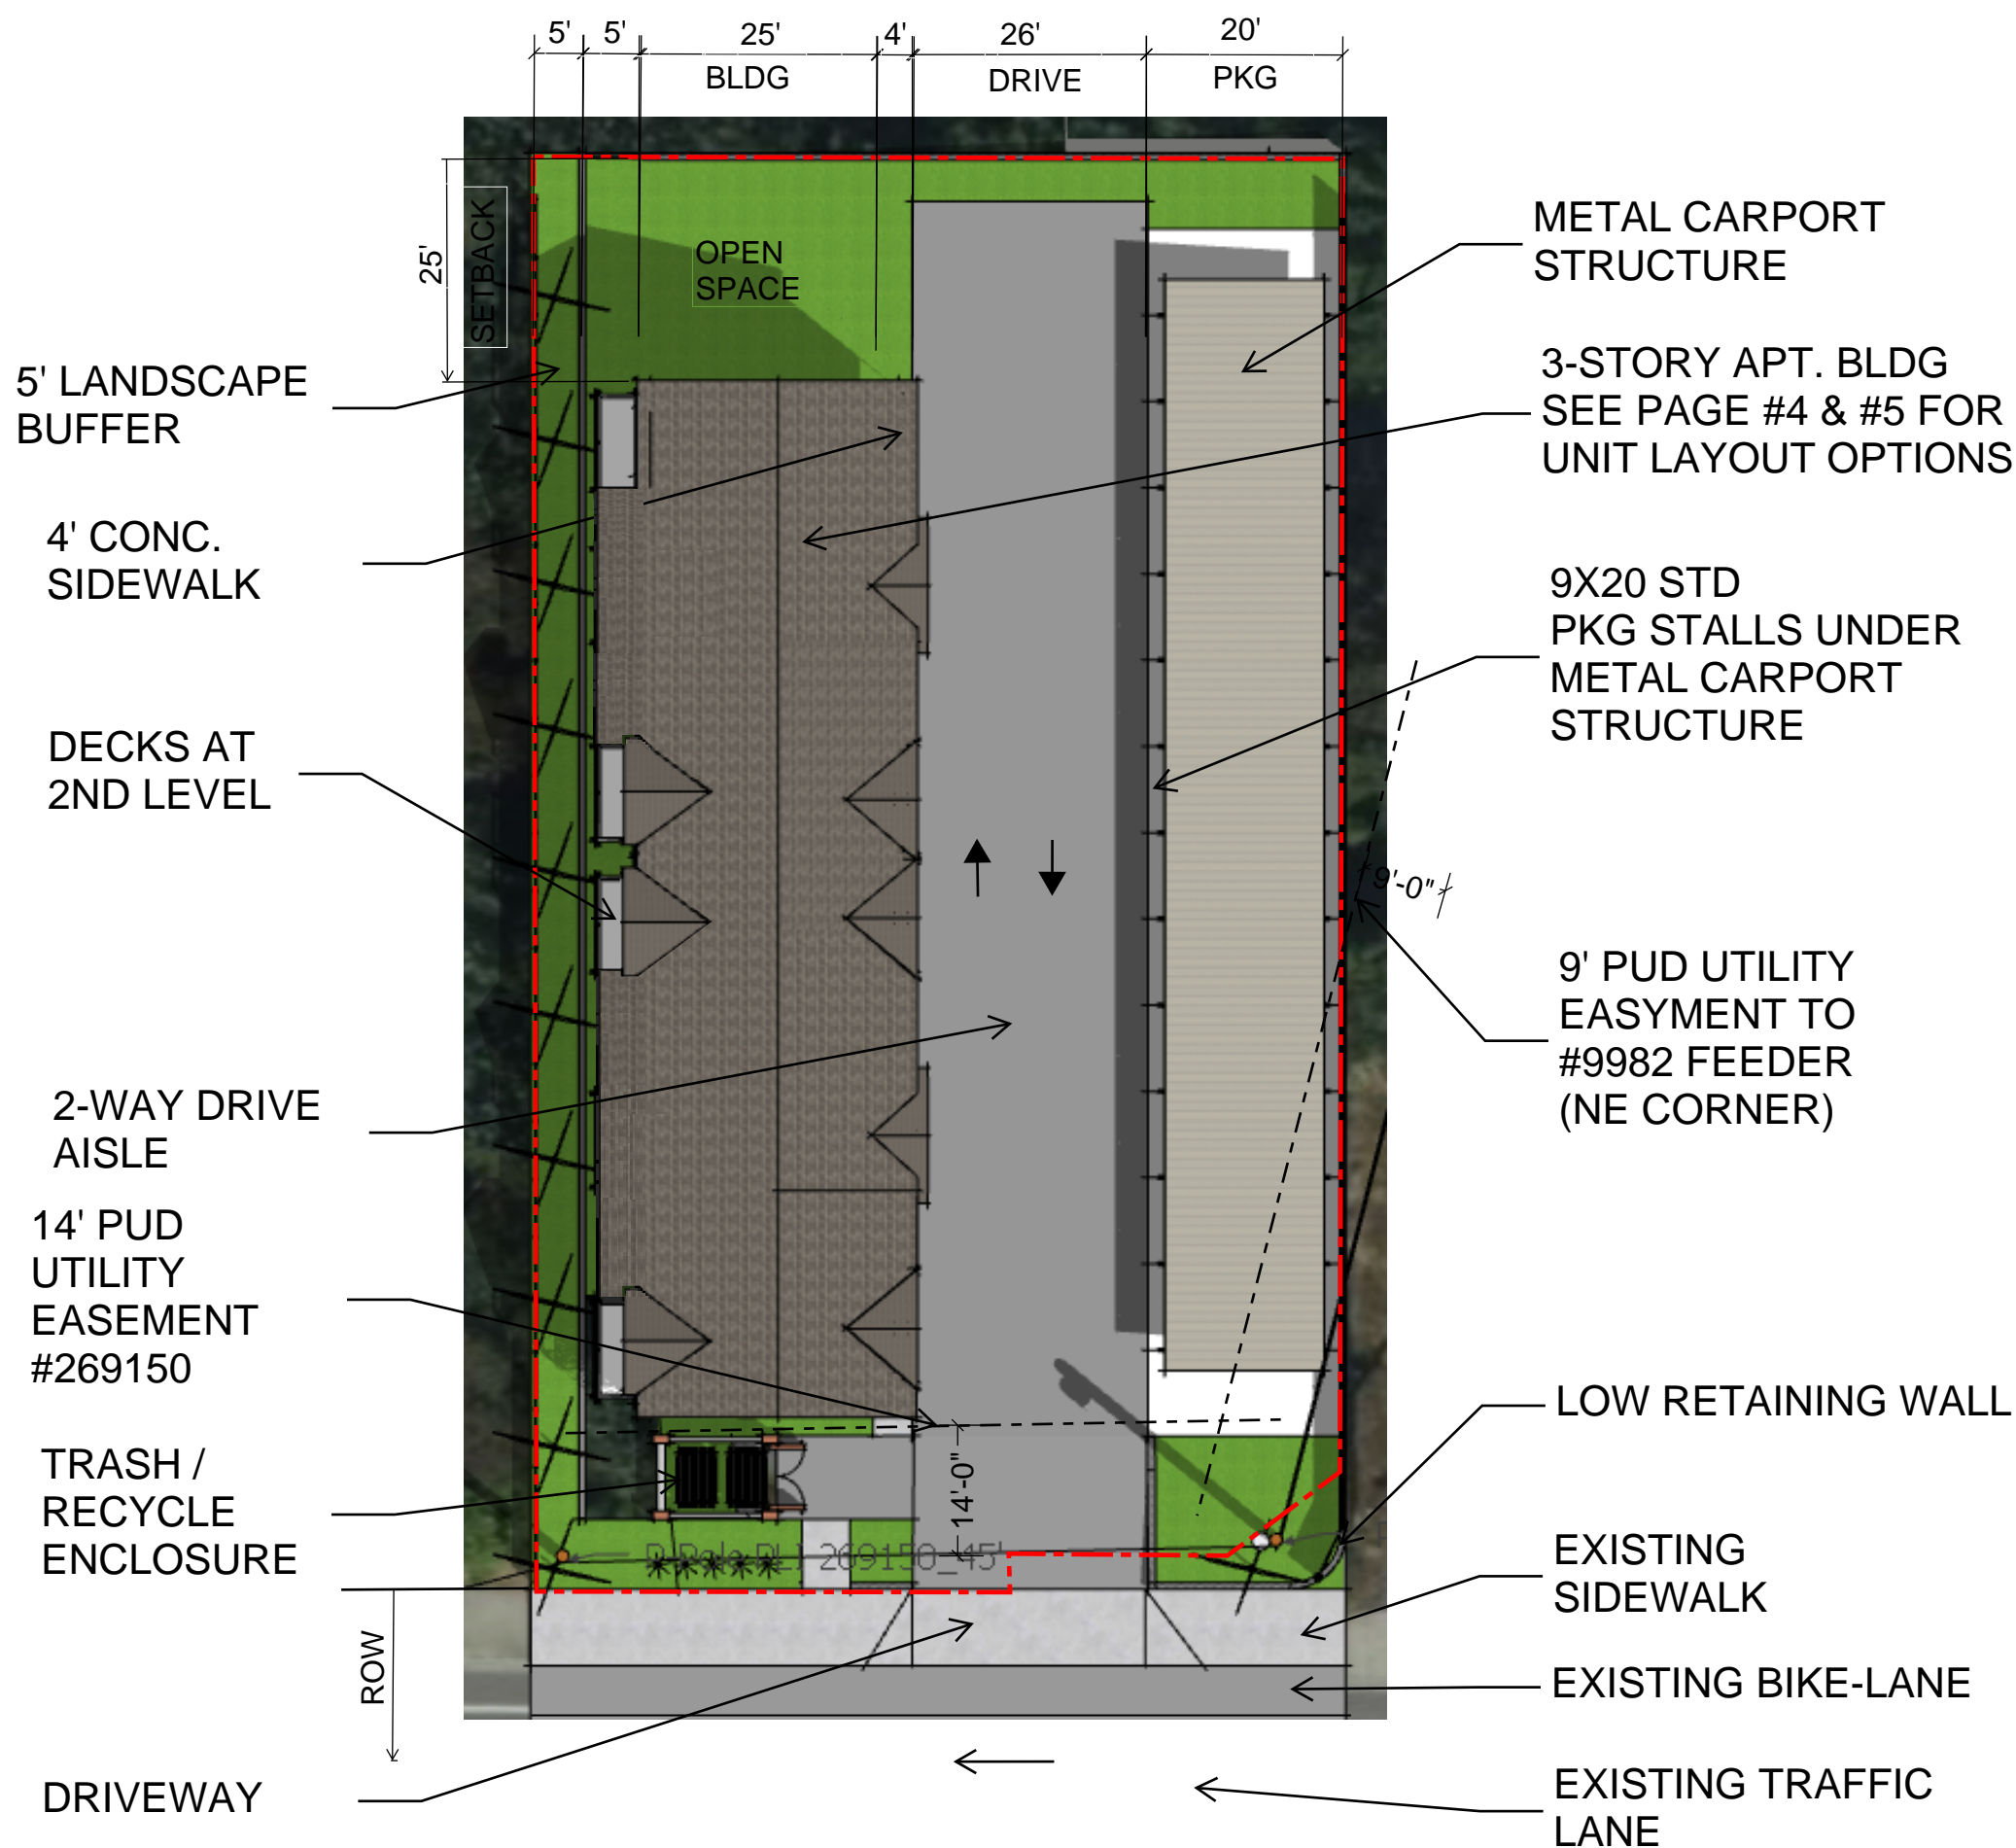 5' 5' 25' 4' 26' 20'
BLDG DRIVE PKG
25'
SETBACK
OPEN
SPACE
5' LANDSCAPE
BUFFER
4' CONC.
SIDEWALK
DECKS AT
2ND LEVEL
2-WAY DRIVE
AISLE
14' PUD
UTILITY
EASEMENT
#269150
TRASH /
RECYCLE
ENCLOSURE
ROW
DRIVEWAY
METAL CARPORT
STRUCTURE
3-STORY APT. BLDG
SEE PAGE #4 & #5 FOR
UNIT LAYOUT OPTIONS
9X20 STD
PKG STALLS UNDER
METAL CARPORT
STRUCTURE
9'-0"
9' PUD UTILITY
EASYMENT TO
#9982 FEEDER
(NE CORNER)
LOW RETAINING WALL
EXISTING
SIDEWALK
EXISTING BIKE-LANE
EXISTING TRAFFIC
LANE
14'-0"
269150_45'